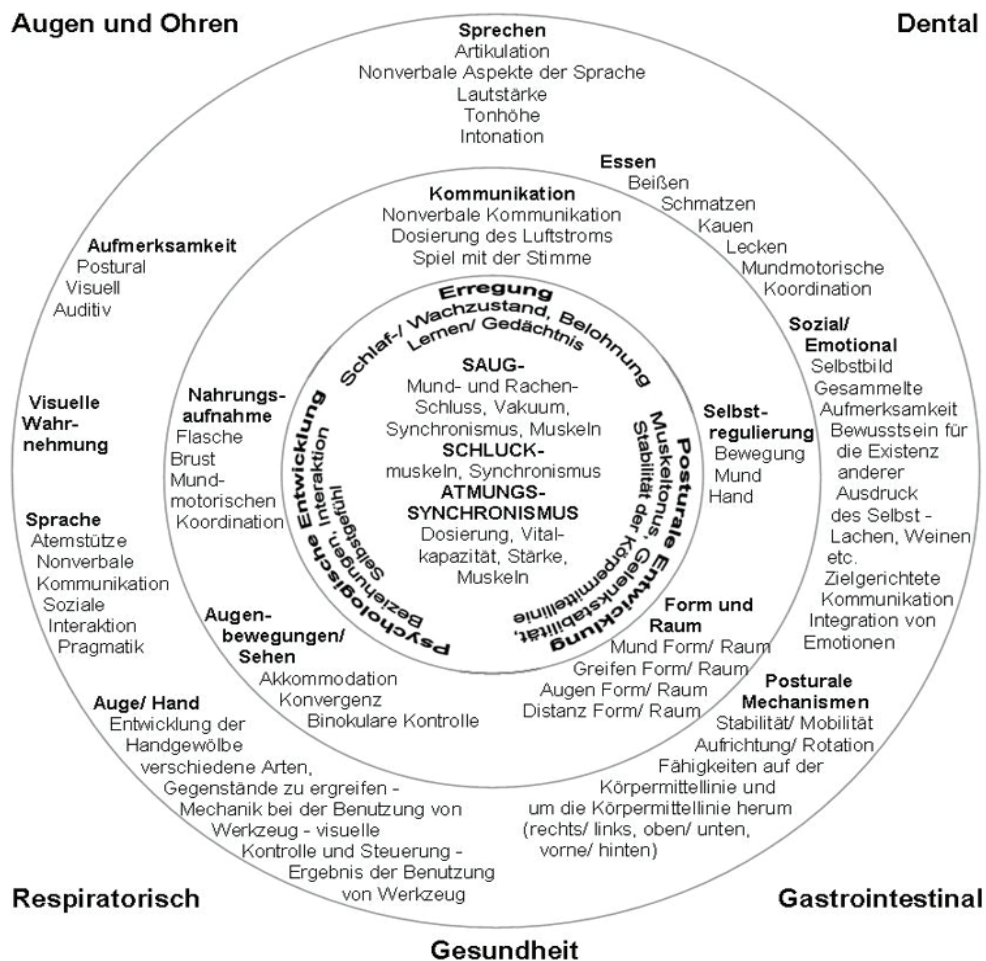 Augen und Ohren
Dental
Sprechen
Artikulation
Nonverbale Aspekte der Sprache
Lautstärke
Tonhöhe
Intonation
Essen
Beißen
Schmatzen
Kauen
Lecken
Mundmotorische
Koordination
Kommunikation
Nonverbale Kommunikation
Dosierung des Luftstroms
Spiel mit der Stimme
Aufmerksamkeit
Postural
Visuell
Auditiv
Erregung
Schlaf-/ Wachzustand, Belohnung
Lernen/ Gedächtnis
Sozial/
Emotional
Selbstbild
Gesammelte
Aufmerksamkeit
Bewusstsein für
die Existenz
anderer
Ausdruck
des Selbst -
Lachen, Weinen
etc.
Zielgerichtete
Kommunikation
Integration von
Emotionen
SAUG-
Mund- und Rachen-
Schluss, Vakuum,
Synchronismus, Muskeln
SCHLUCK-
muskeln, Synchronismus
ATMUNGS-
SYNCHRONISMUS
Dosierung, Vital-
kapazität, Stärke,
Muskeln
Visuelle
Wahr-
nehmung
Nahrungs-
aufnahme
Flasche
Brust
Mund-
motorischen
Koordination
Psychologische Entwicklung
Beziehungen, Interaktion
Selbstgefühl
Posturale Entwicklung
Muskeltonus, Gelenkstabilität,
Stabilität der Körpermittellinie
Selbst-
regulierung
Bewegung
Mund
Hand
Sprache
Atemstütze
Nonverbale
Kommunikation
Soziale
Interaktion
Pragmatik
Augen-
bewegungen/
Sehen
Akkommodation
Konvergenz
Binokulare Kontrolle
Form und
Raum
Mund Form/ Raum
Greifen Form/ Raum
Augen Form/ Raum
Distanz Form/ Raum
Auge/ Hand
Entwicklung der
Handgewölbe
verschiedene Arten,
Gegenstände zu ergreifen -
Mechanik bei der Benutzung von
Werkzeug - visuelle
Kontrolle und Steuerung -
Ergebnis der Benutzung
von Werkzeug
Posturale
Mechanismen
Stabilität/ Mobilität
Aufrichtung/ Rotation
Fähigkeiten auf der
Körpermittellinie und
um die Körpermittellinie herum
(rechts/ links, oben/ unten,
vorne/ hinten)
Respiratorisch
Gastrointestinal
Gesundheit